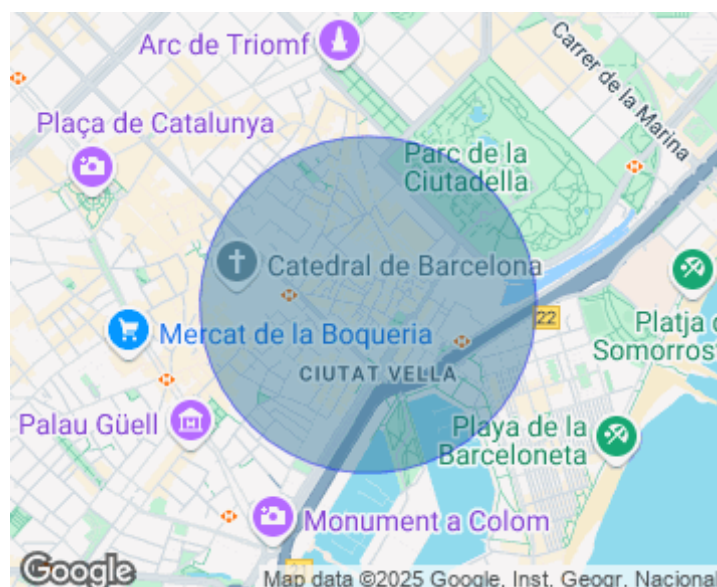 Arc de Triomf
Carrer de la Marina
Plaça de Catalunya
Parc de la
Ciutadella
Catedral de Barcelona
22
Mercat de la Boqueria
Platja d
Somorrost
CIUTAT VELLA
Palau Güell
Playa de la
Barceloneta
Monument a Colom
Google
Map data ©2025 Google, Inst. Geogr. Nacional